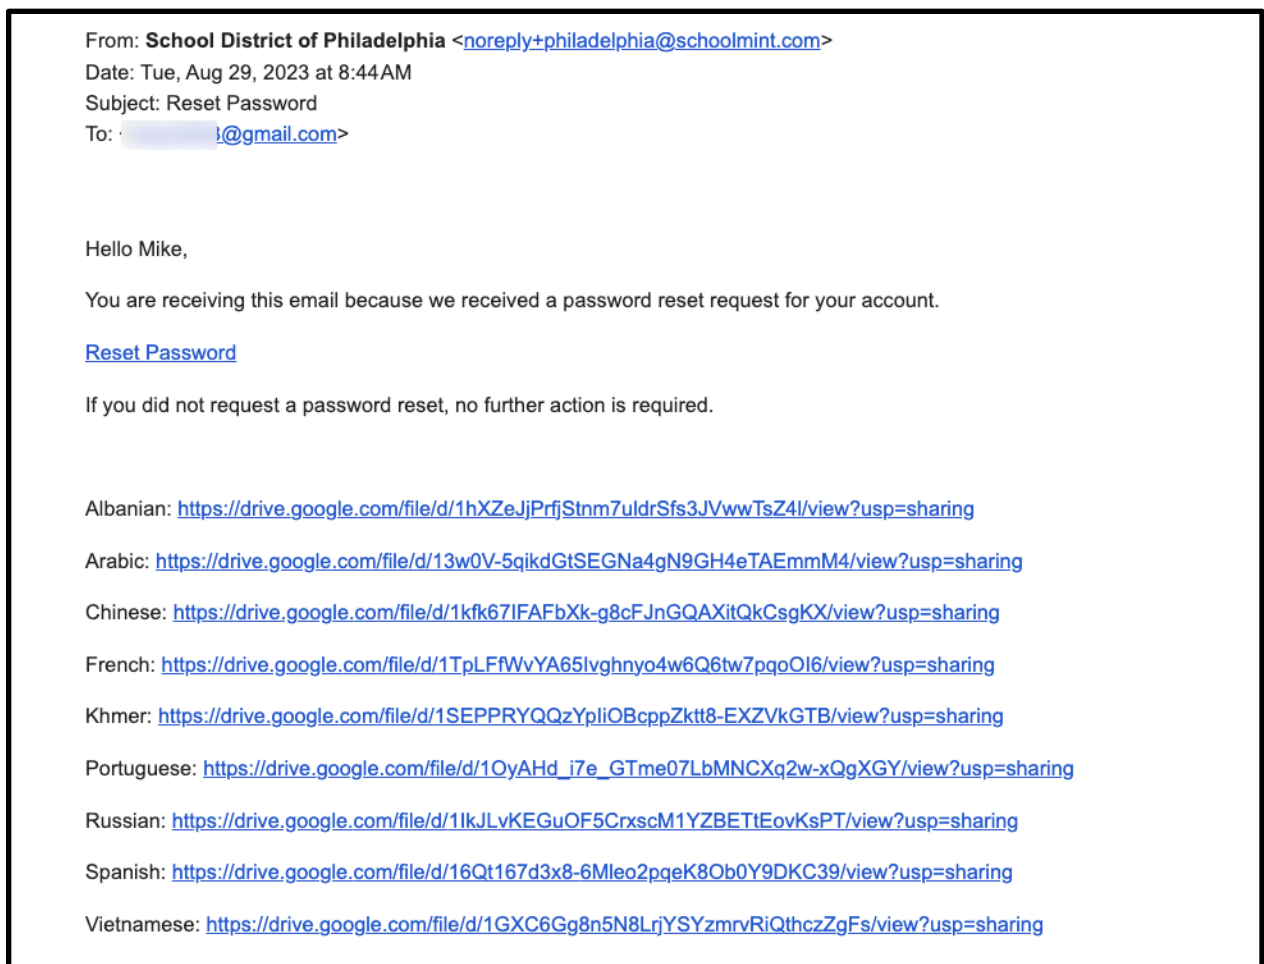 From: School District of Philadelphia <noreply+philadelphia@schoolmint.com>
Date: Tue, Aug 29, 2023 at 8:44AM
Subject: Reset Password
To: @gmail.com>
Hello Mike,
You are receiving this email because we received a password reset request for your account.
Reset Password
If you did not request a password reset, no further action is required.
Albanian: https://drive.google.com/file/d/1hXZeJjPrfjStnm7uldrSfs3JVwwTsZ4l/view?usp=sharing
Arabic: https://drive.google.com/file/d/13w0V-5qikdGtSEGNa4gN9GH4eTAEmmM4/view?usp=sharing
Chinese: https://drive.google.com/file/d/1kfk67IFAFbXk-g8cFJnGQAXitQkCsgKX/view?usp=sharing
French: https://drive.google.com/file/d/1TpLFfWvYA65Ivghnyo4w6Q6tw7pqoOI6/view?usp=sharing
Khmer: https://drive.google.com/file/d/1SEPPRYQQzYpIiOBcppZktt8-EXZVkGTB/view?usp=sharing
Portuguese: https://drive.google.com/file/d/1OyAHd_i7e_GTme07LbMNCXq2w-xQgXGY/view?usp=sharing
Russian: https://drive.google.com/file/d/1IkJLvKEGuOF5CrxscM1YZBETtEovKsPT/view?usp=sharing
Spanish: https://drive.google.com/file/d/16Qt167d3x8-6Mleo2pqeK8Ob0Y9DKC39/view?usp=sharing
Vietnamese: https://drive.google.com/file/d/1GXC6Gg8n5N8LrjYSYzmrvRiQthczZgFs/view?usp=sharing